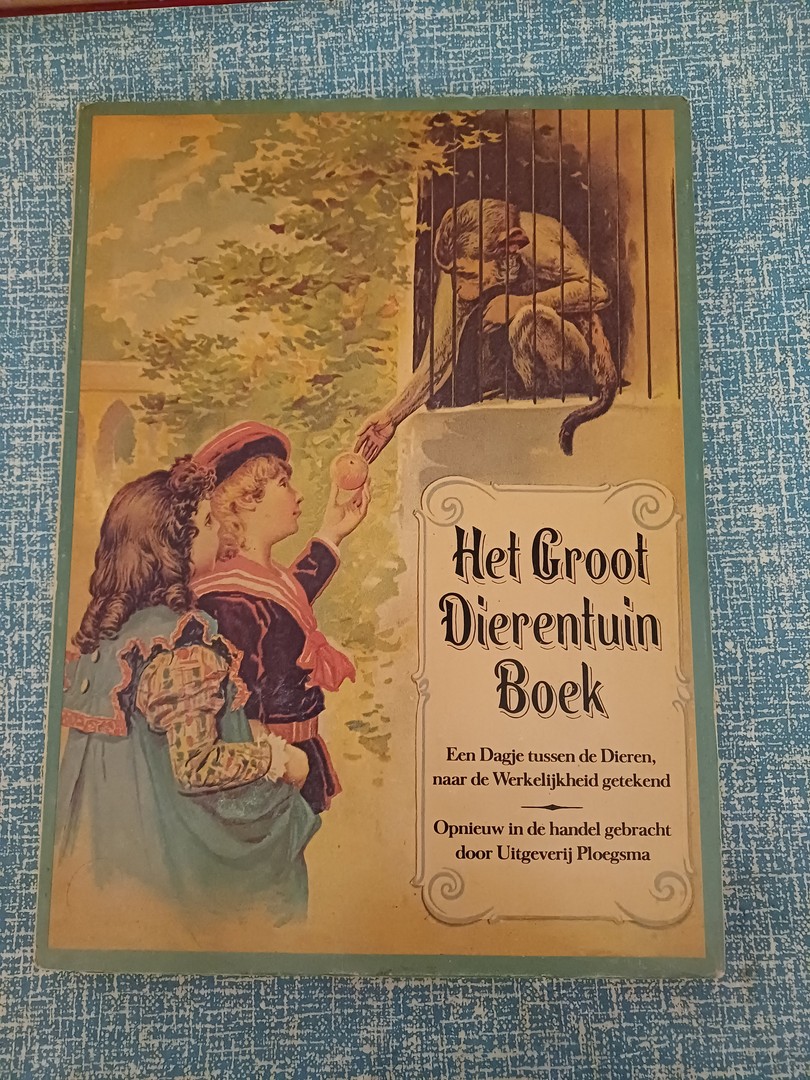 Het Groot
Dierentuin
Boek
Een Dagje tussen de Dieren,
naar de Werkelijkheid getekend
Opnieuw in de handel gebracht
door Uitgeverij Ploegsma